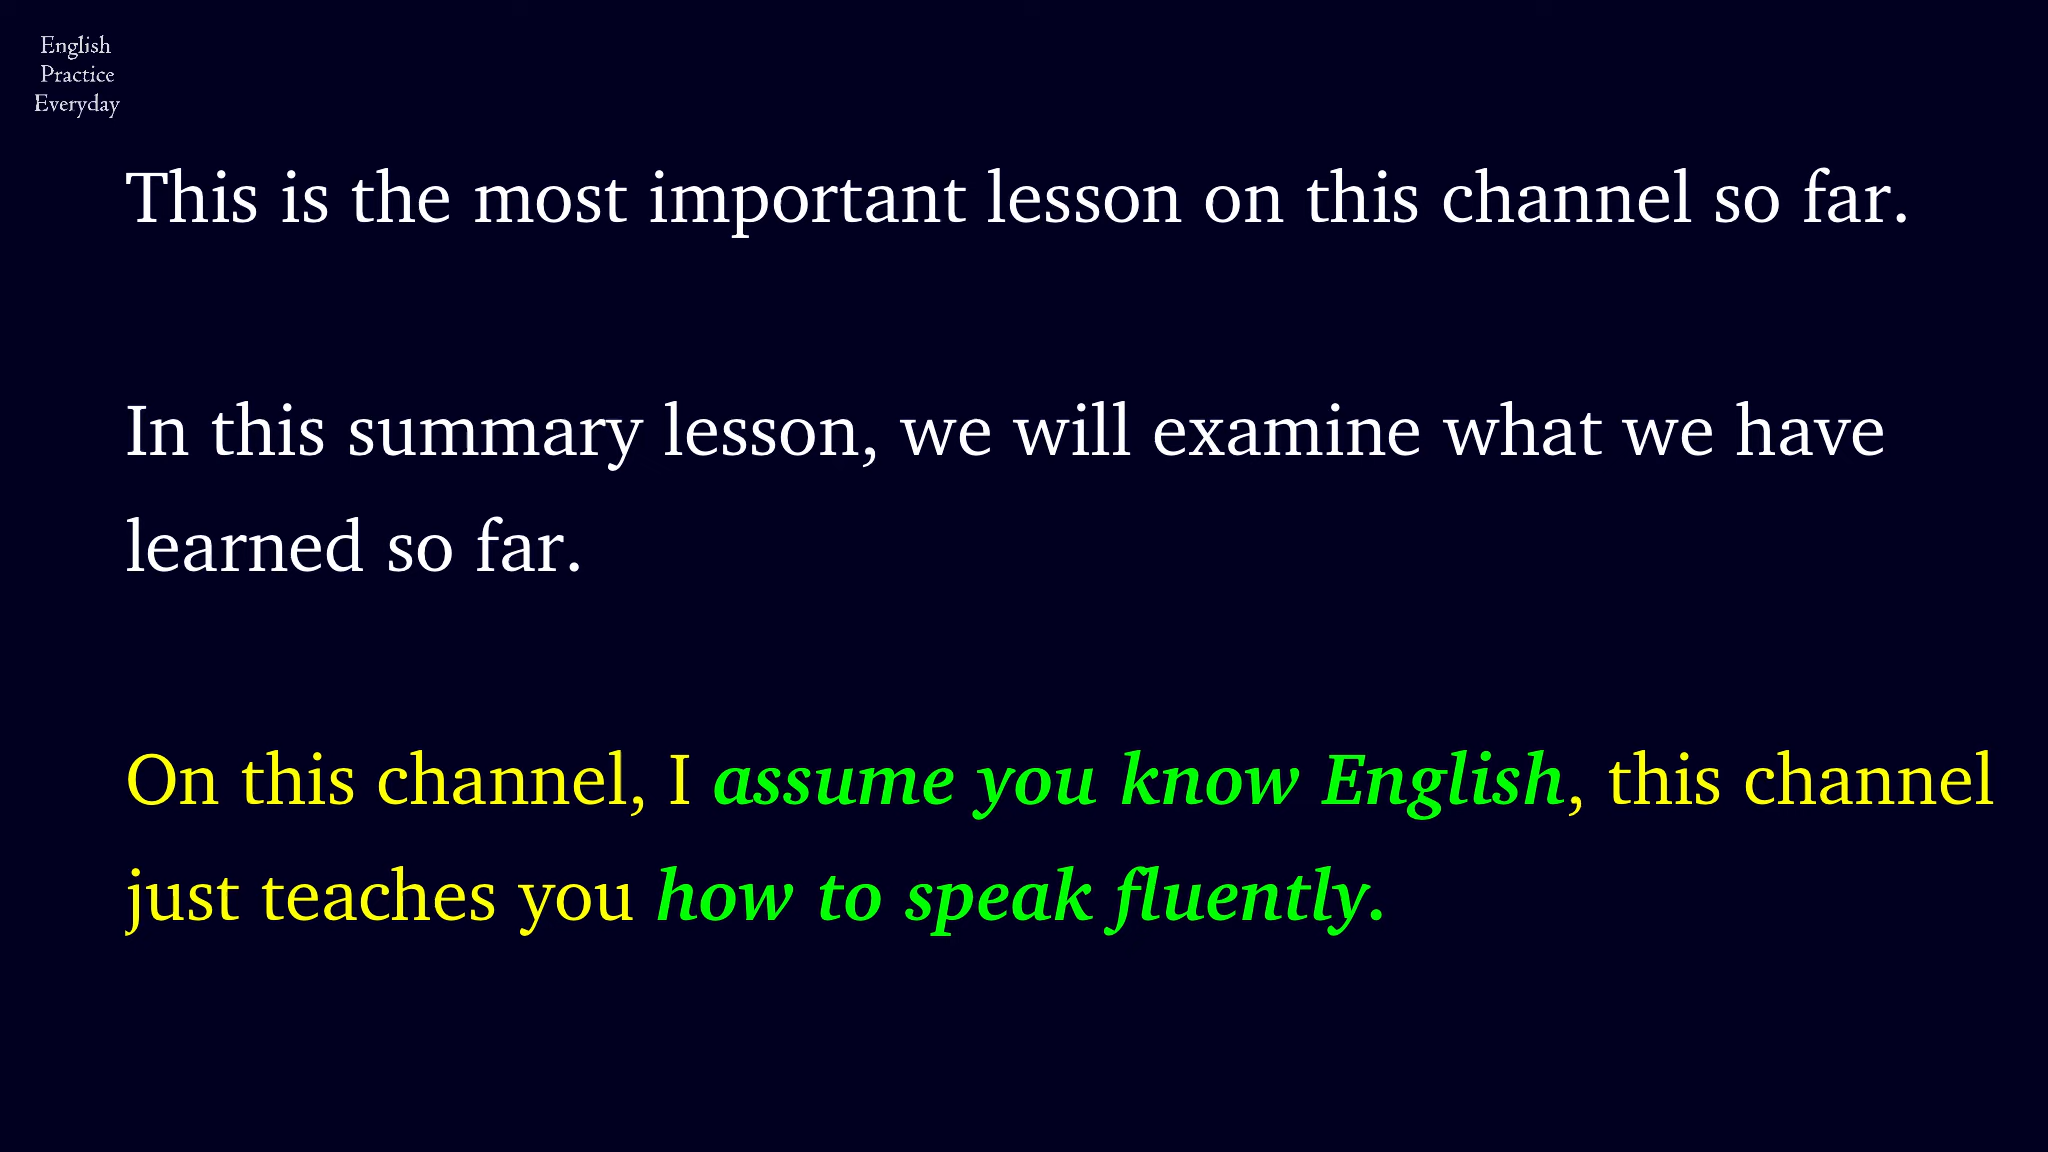 English
Practice
Everyday
This is the most important lesson on this channel so far.
In this summary lesson, we will examine what we have
learned so far.
On this channel, I assume you know English, this channel
just teaches you how to speak fluently.